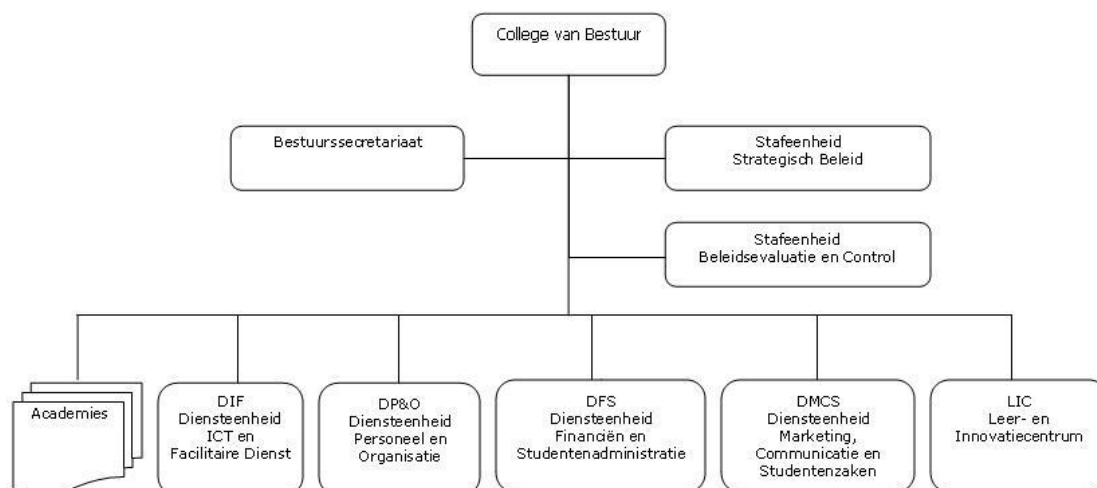 College van Bestuur
Bestuurssecretariaat
Stafeenheid
Strategisch Beleid
Stafeenheid
Beleidsevaluatie en Control
Academies
DIF
Diensteenheid
ICT en
Facilitaire Dienst
DP&O
Diensteenheid
Personeel en
Organisatie
DFS
Diensteenheid
Financiën en
Studentenadministratie
DMCS
Diensteenheid
Marketing,
Communicatie en
Studentenzaken
LIC
Leer- en
Innovatiecentrum